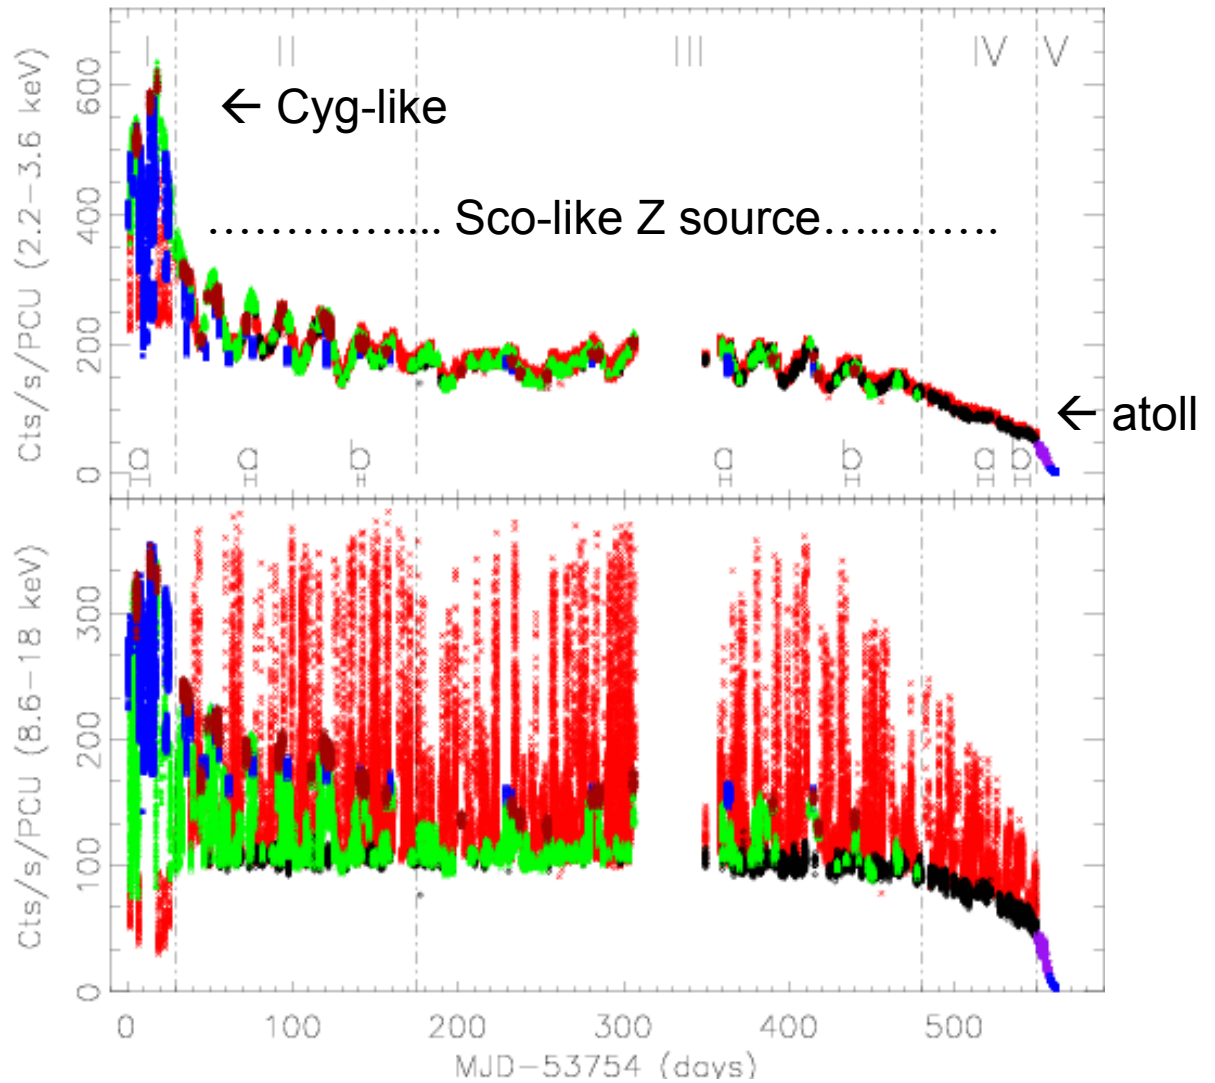 I II III IV V
← Cyg-like
………….... Sco-like Z source…..…….
← atoll
Cts/s/PCU (2.2−3.6 keV)
600
400
200
0
a a b a b a b
Cts/s/PCU (8.6−18 keV)
300
200
100
0
0 100 200 300 400 500
MJD−53754 (days)